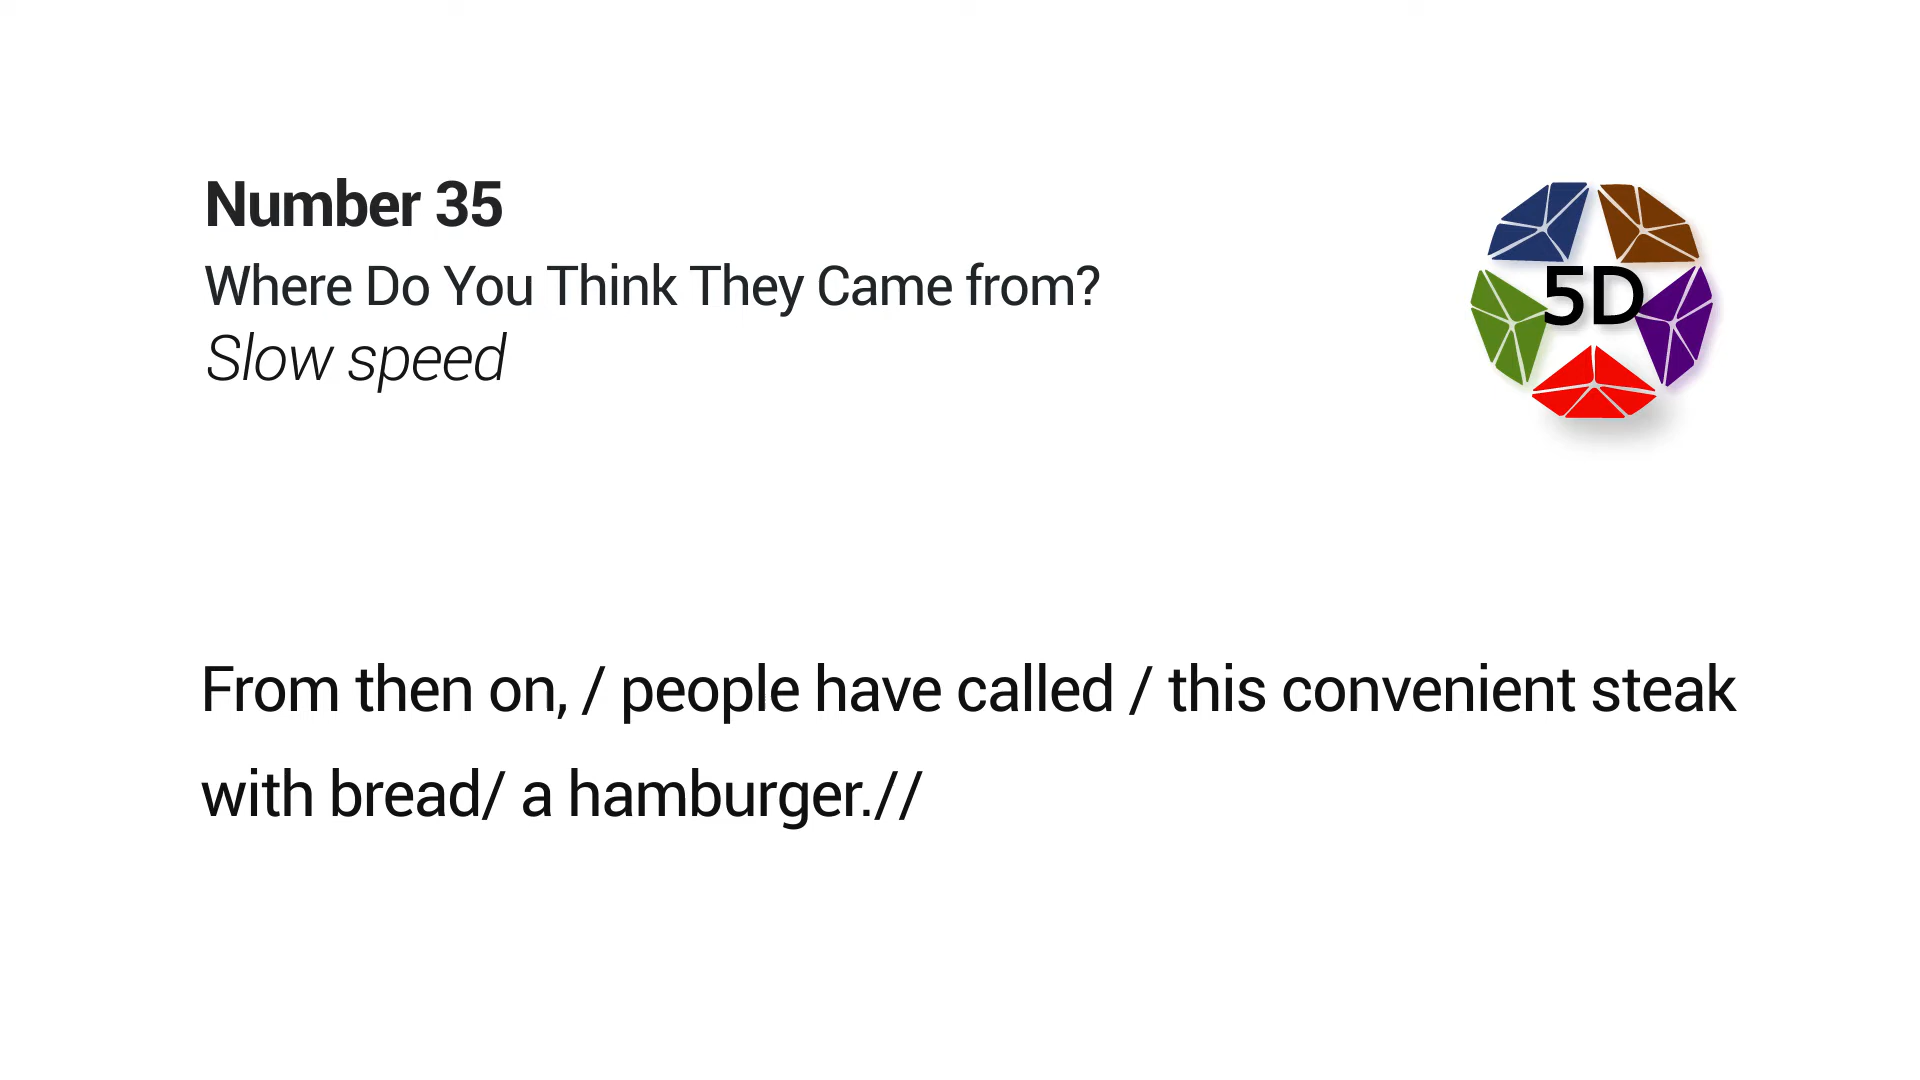 Number 35
Where Do You Think They Came from?
Slow speed
5D
From then on, / people have called / this convenient steak
with bread/ a hamburger.//